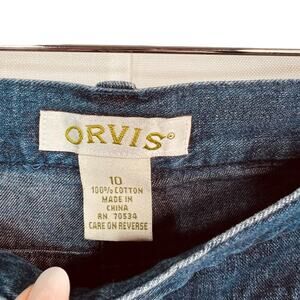 ORVIS®
10
100% COTTON
MADE IN
CHINA
RN. 70534
CARE ON REVERSE